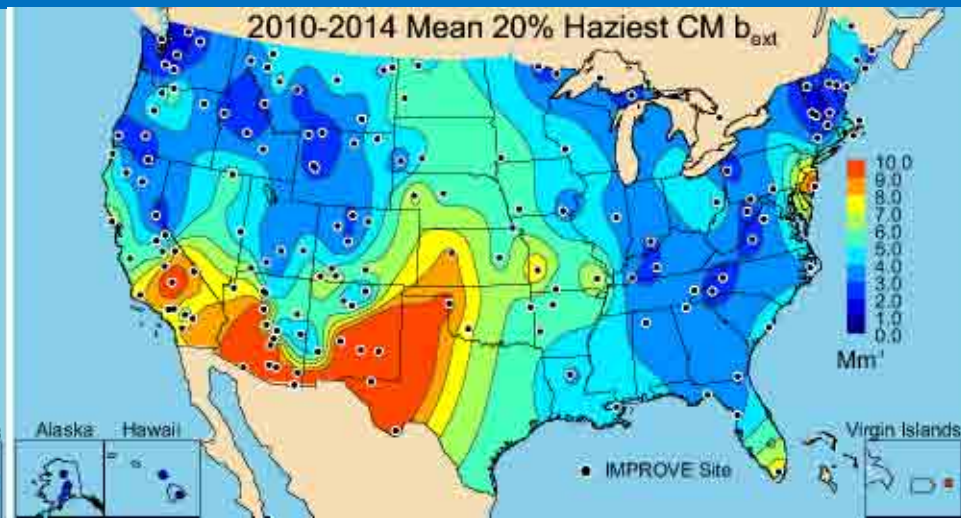 2010-2014 Mean 20% Haziest CM bext
10.0
9.0
8.0
7.0
6.0
5.0
4.0
3.0
2.0
1.0
0.0
Mm-1
Alaska Hawaii
Virgin Islands
IMPROVE Site